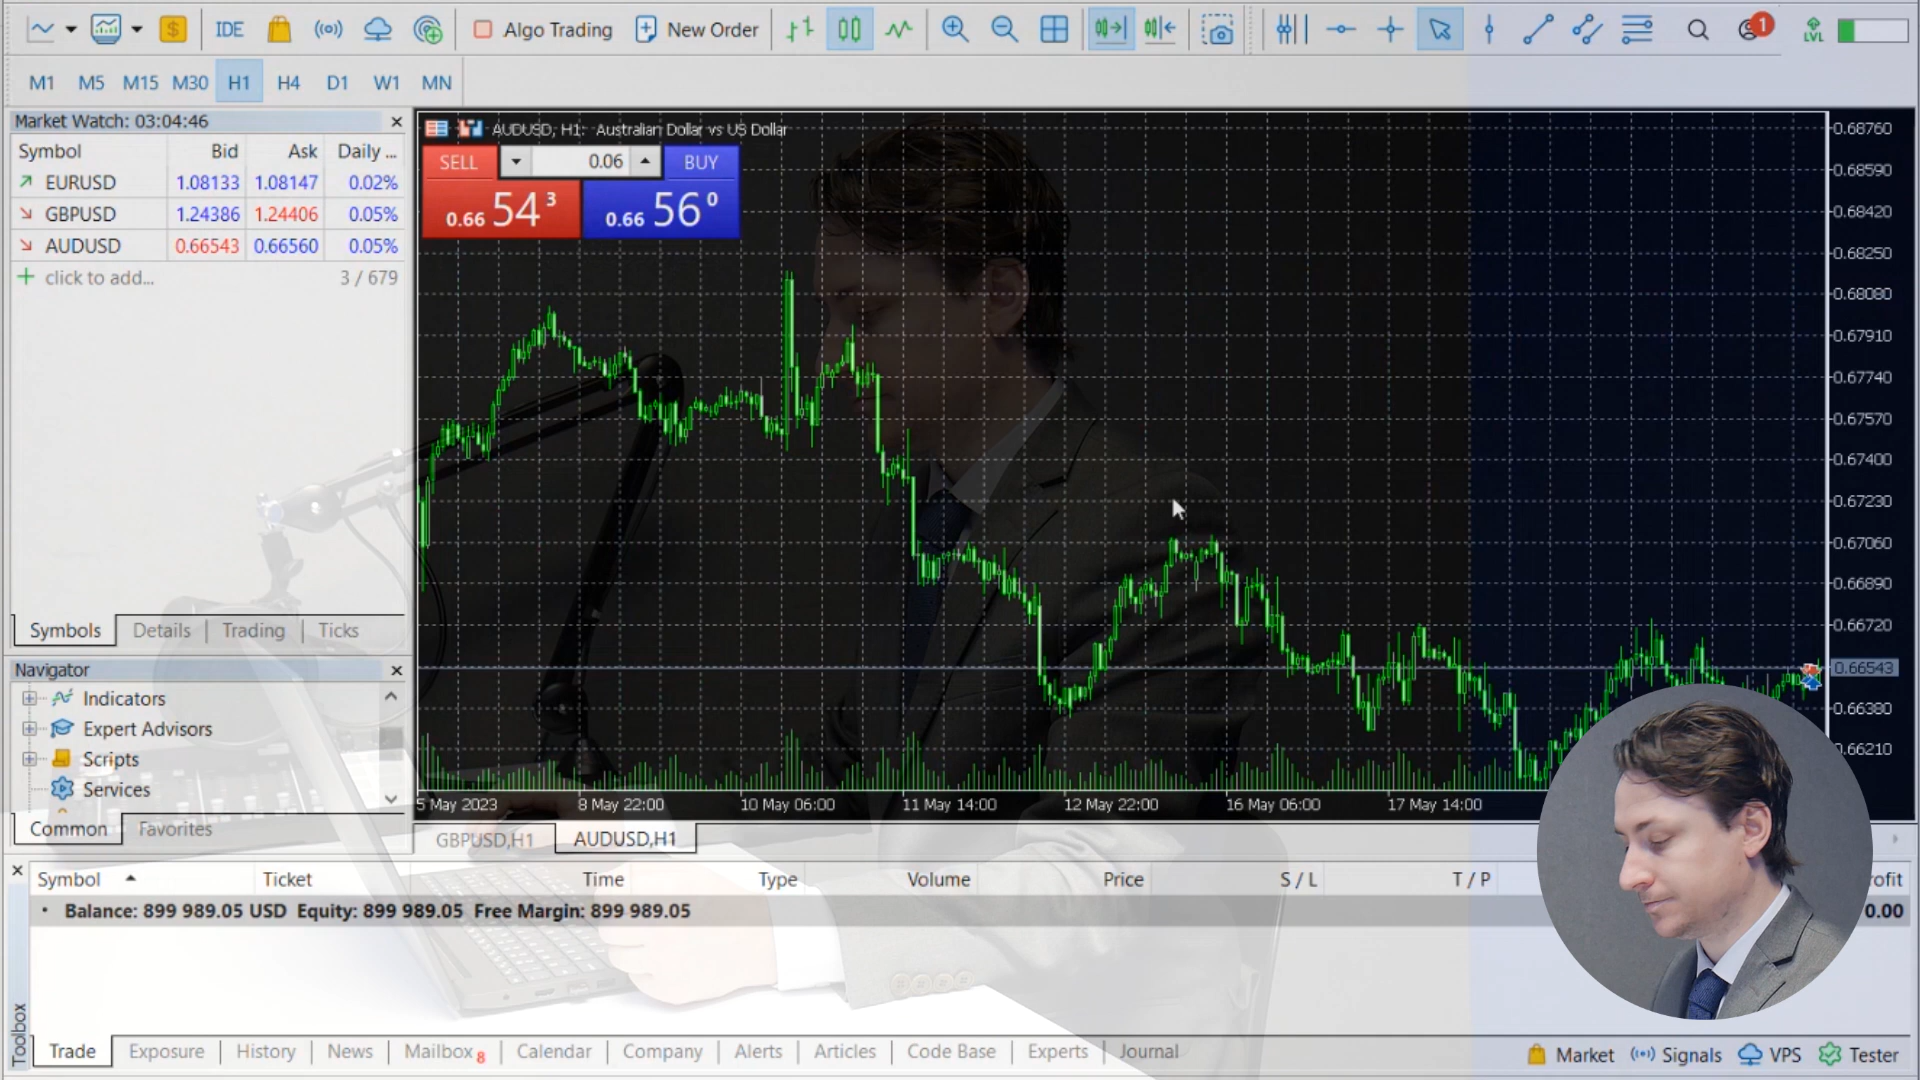 IDE Algo Trading New Order 1 LVL
M1 M5 M15 M30 H1 H4 D1 W1 MN
Market Watch: 03:04:46
Symbol Bid Ask Daily ...
EURUSD 1.08133 1.08147 0.02%
GBPUSD 1.24386 1.24406 0.05%
AUDUSD 0.66543 0.66560 0.05%
click to add... 3 / 679
Symbols Details Trading Ticks
Navigator
Indicators
Expert Advisors
Scripts
Services
Common Favorites
AUDUSD, H1: Australian Dollar vs US Dollar
SELL 0.06 BUY
0.66 54 3 0.66 56 0
0.68760
0.68590
0.68420
0.68250
0.68080
0.67910
0.67740
0.67570
0.67400
0.67230
0.67060
0.66890
0.66720
0.66543
0.66380
0.66210
5 May 2023 8 May 22:00 10 May 06:00 11 May 14:00 12 May 22:00 16 May 06:00 17 May 14:00
GBPUSD,H1 AUDUSD,H1
Symbol Ticket Time Type Volume Price S / L T / P rofit
Balance: 899 989.05 USD Equity: 899 989.05 Free Margin: 899 989.05 0.00
Toolbox
Trade Exposure History News Mailbox 8 Calendar Company Alerts Articles Code Base Experts Journal
Market Signals VPS Tester